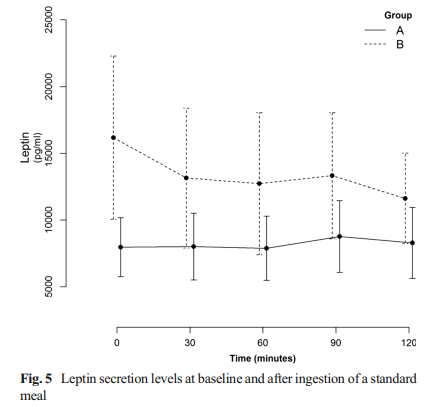 Group
A
B
25000
20000
15000
10000
5000
Leptin
(pg/ml)
0 30 60 90 120
Time (minutes)
Fig. 5 Leptin secretion levels at baseline and after ingestion of a standard
meal